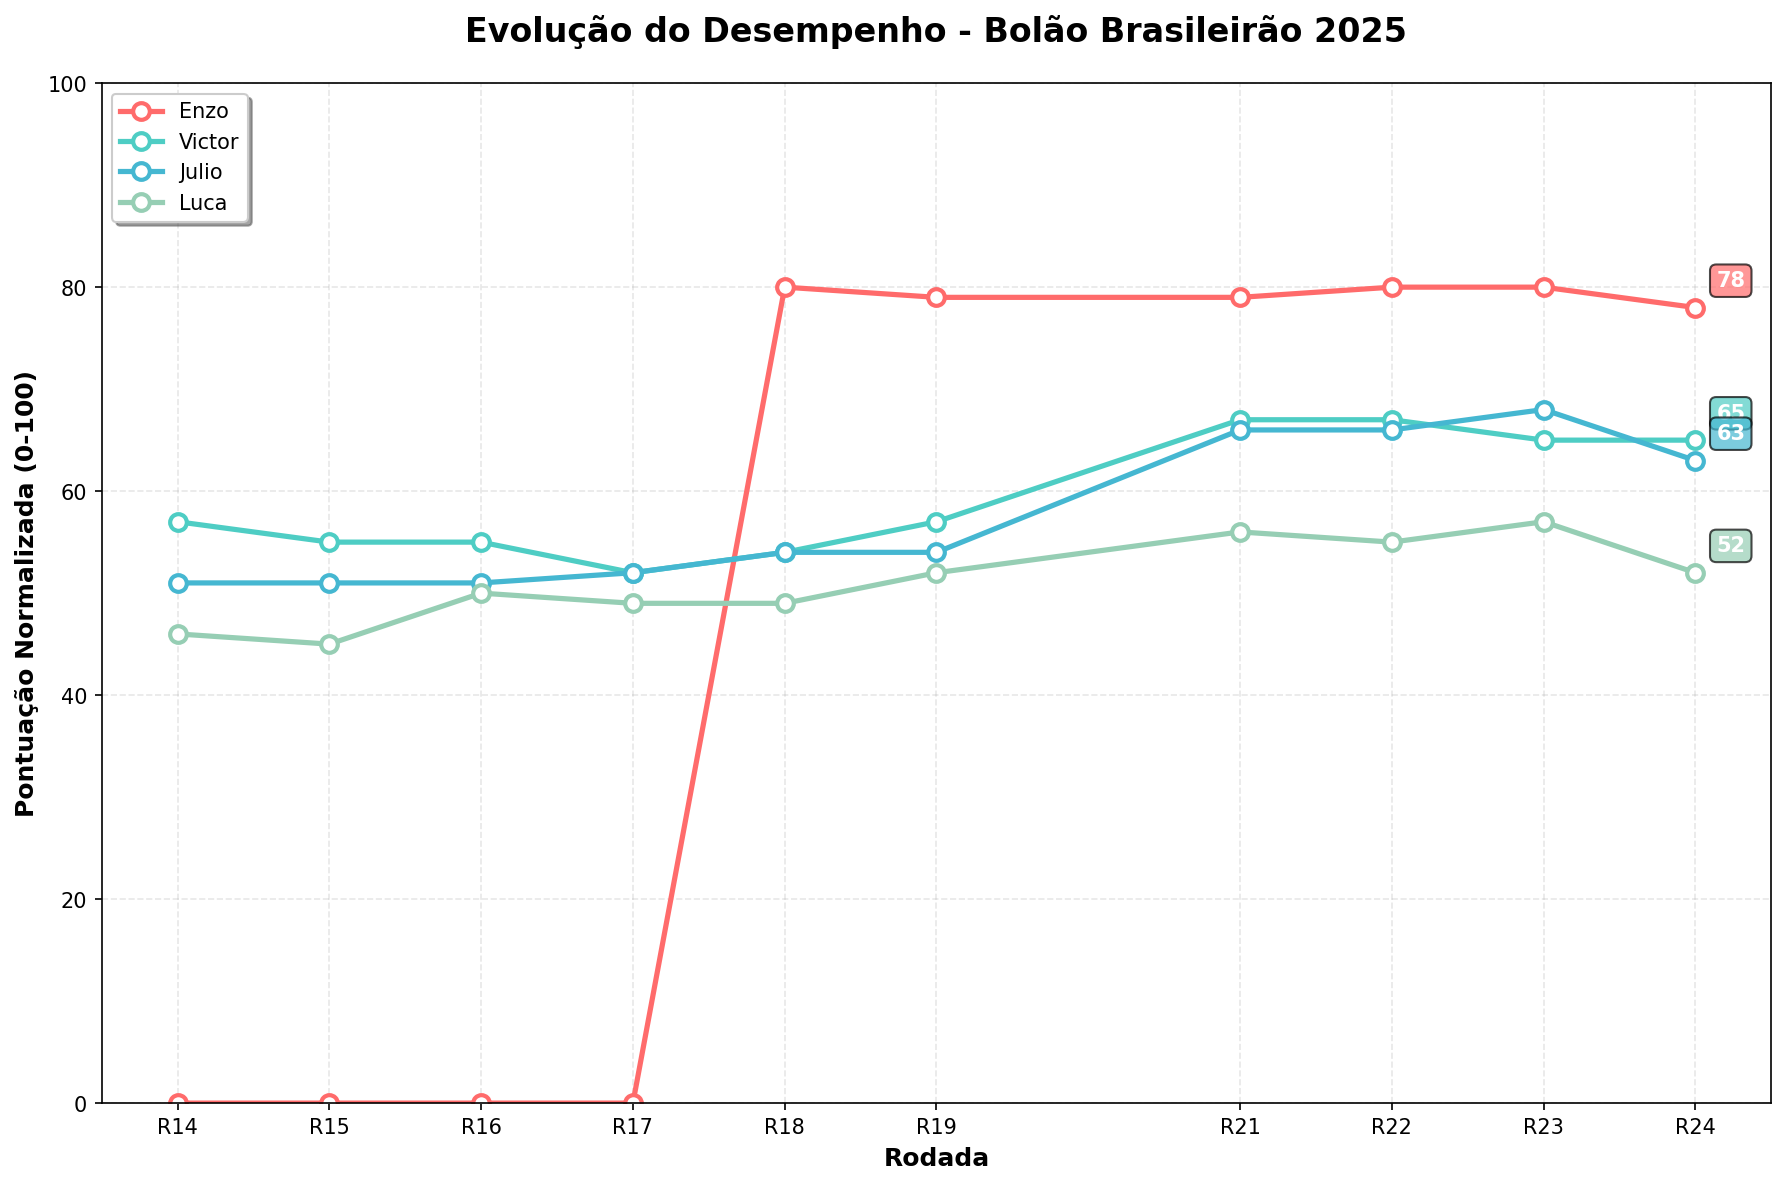 Evolução do Desempenho - Bolão Brasileirão 2025
Enzo
Victor
Julio
Luca
Pontuação Normalizada (0-100)
100
80
60
40
20
0
78
65
63
52
R14 R15 R16 R17 R18 R19 R21 R22 R23 R24
Rodada